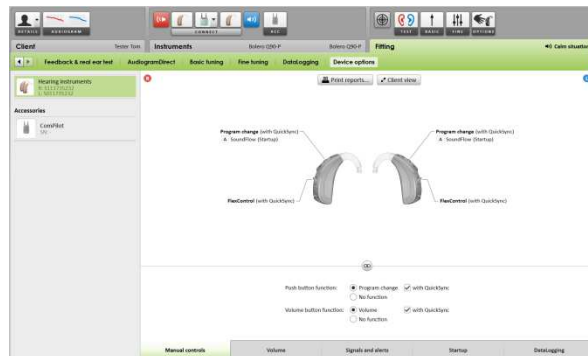 DETAILS AUDIOGRAM CONNECT REC TEST BASIC FINE OPTIONS
Client Tester Tom Instruments Bolero Q90-P Bolero Q90-P Fitting Calm situation
Feedback & real ear test AudiogramDirect Basic tuning Fine tuning DataLogging Device options
Hearing instruments
Print reports... Client view
Accessories
ComPilot
Program change (with QuickSync) Program change (with QuickSync)
SoundFlow (Startup) SoundFlow (Startup)
FlexControl (with QuickSync) FlexControl (with QuickSync)
Push button function: Program change with QuickSync
No function
Volume button function: Volume with QuickSync
No function
Manual controls Volume Signals and alerts Startup DataLogging